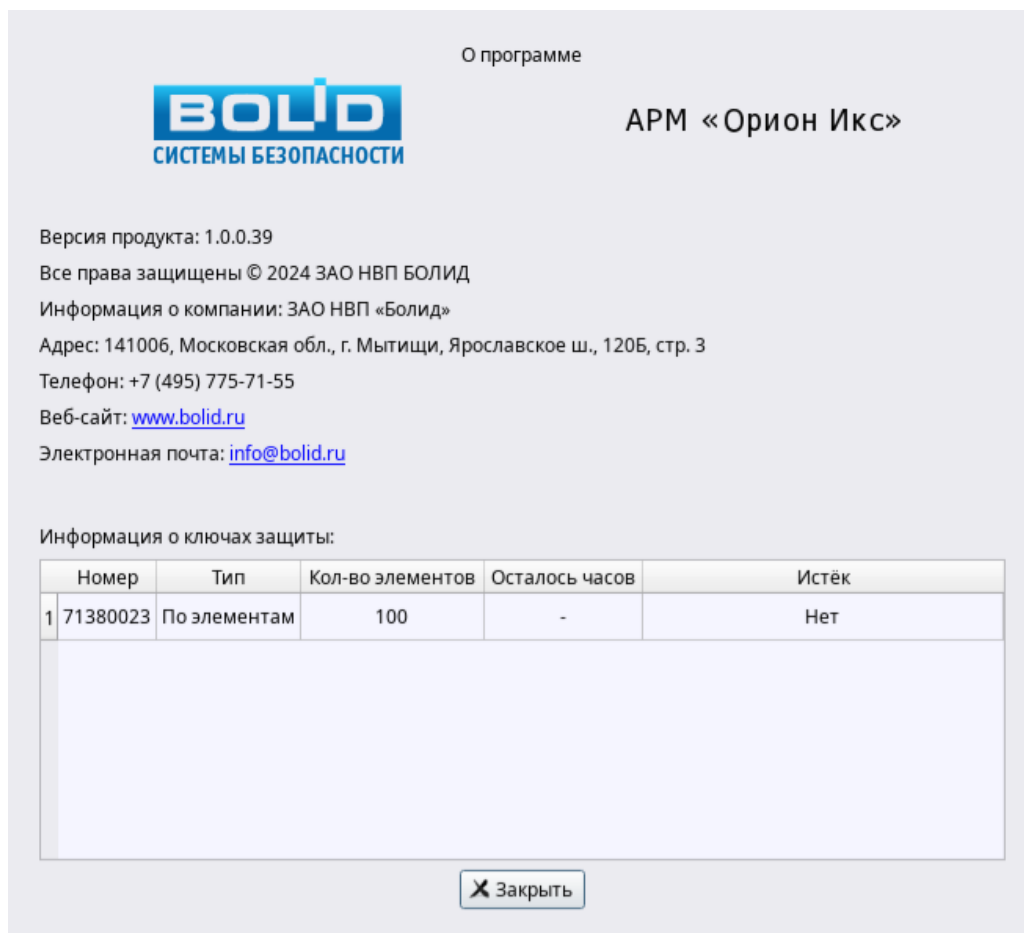 О программе
BOLID
СИСТЕМЫ БЕЗОПАСНОСТИ
АРМ «Орион Икс»
Версия продукта: 1.0.0.39
Все права защищены © 2024 ЗАО НВП БОЛИД
Информация о компании: ЗАО НВП «Болид»
Адрес: 141006, Московская обл., г. Мытищи, Ярославское ш., 120Б, стр. 3
Телефон: +7 (495) 775-71-55
Веб-сайт: www.bolid.ru
Электронная почта: info@bolid.ru
Информация о ключах защиты:
Номер Тип Кол-во элементов Осталось часов Истёк
1 71380023 По элементам 100 - Нет
Закрыть